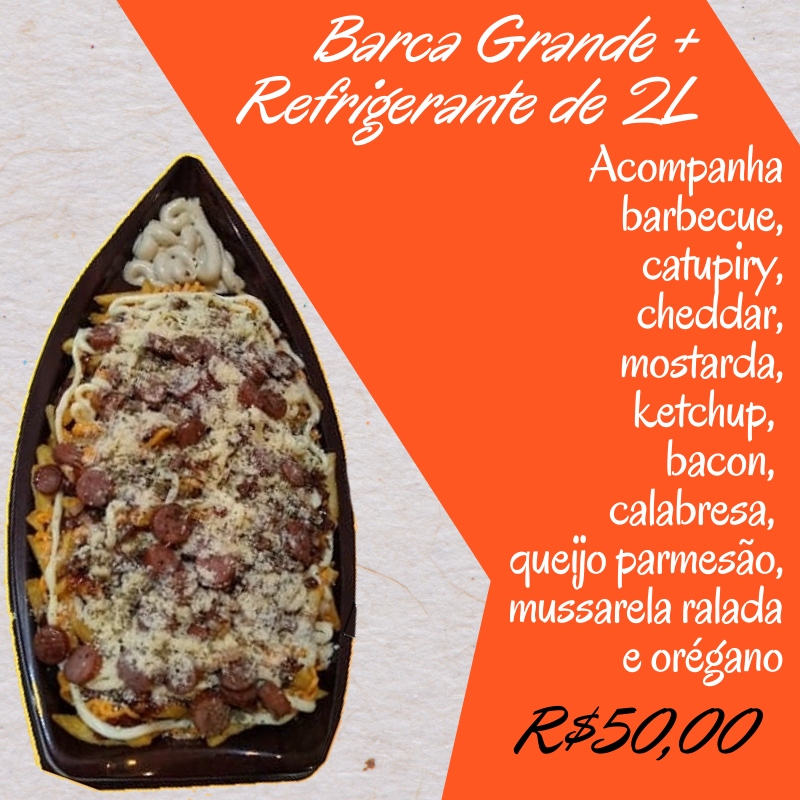 Barca Grande +
Refrigerante de 2L
Acompanha
barbecue,
catupiry,
cheddar,
mostarda,
ketchup,
bacon,
calabresa,
queijo parmesão,
mussarela ralada
e orégano
R$50,00